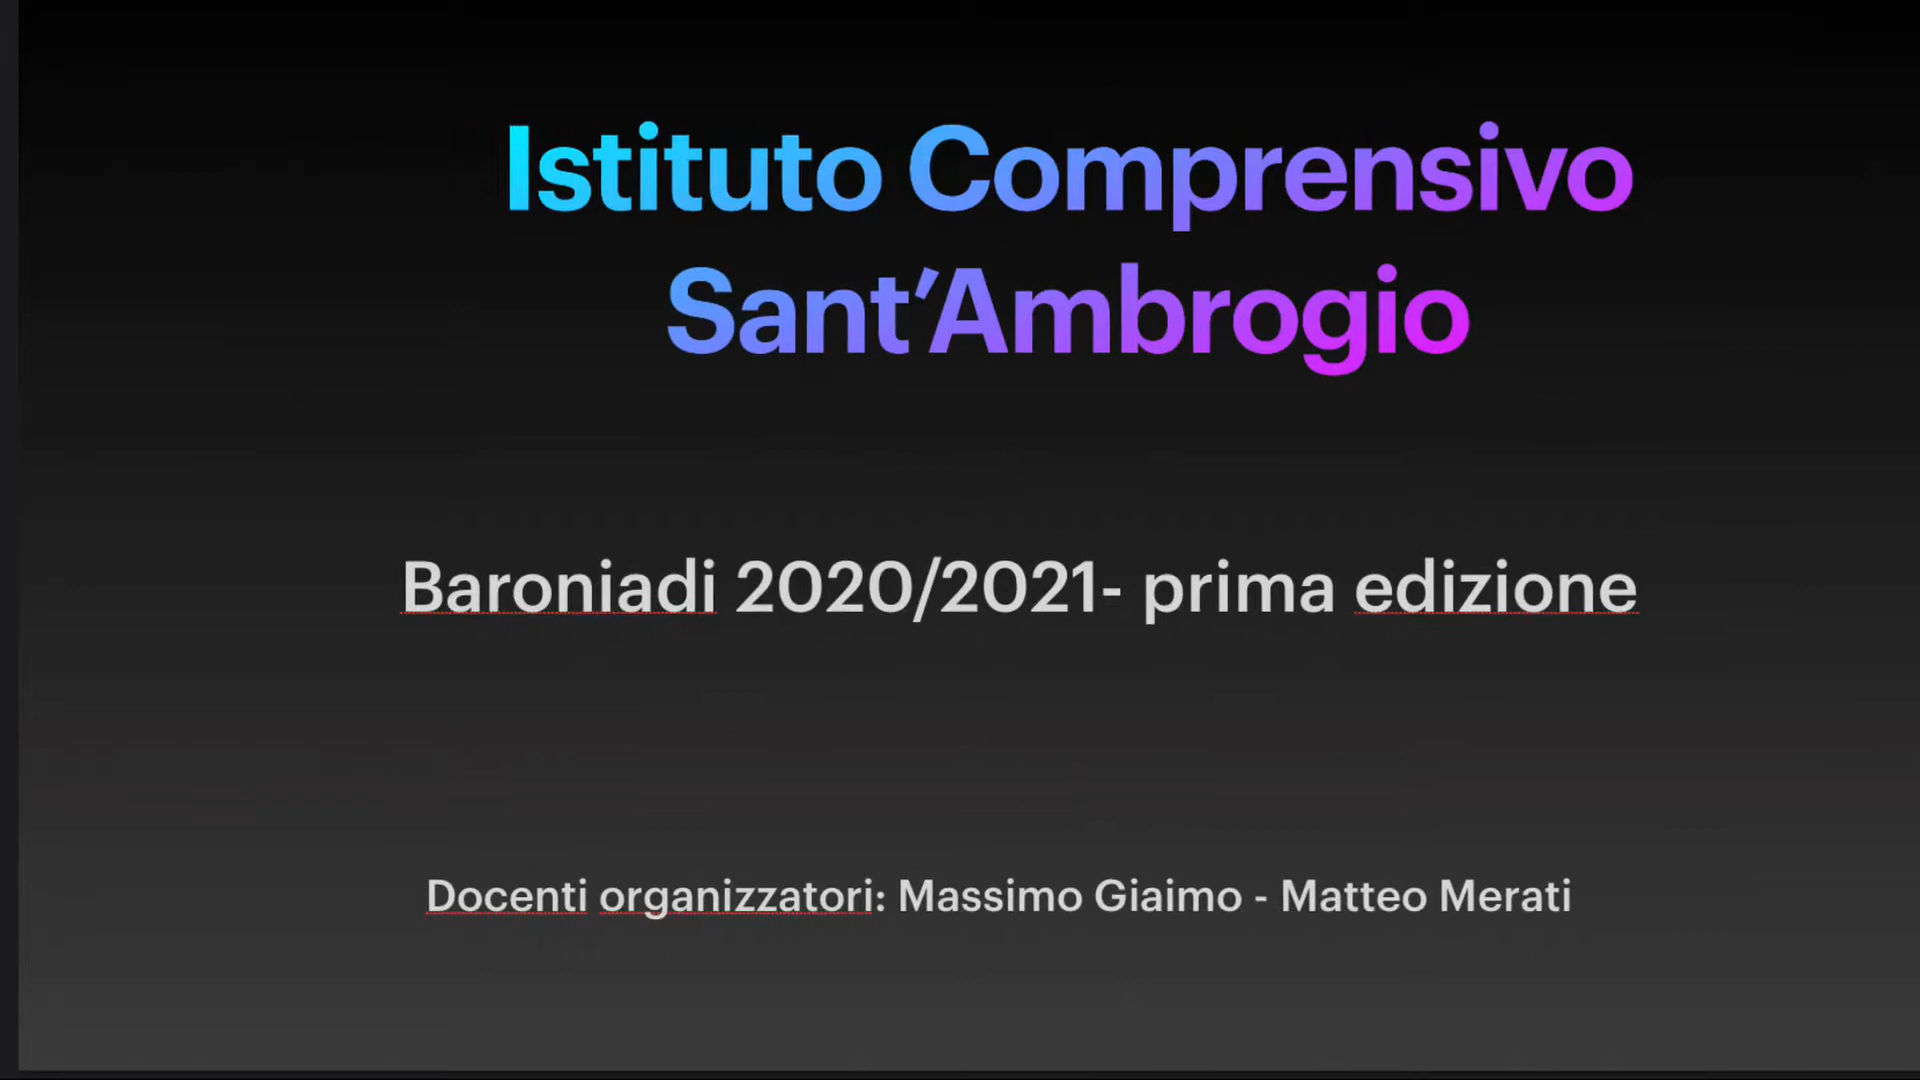 Istituto Comprensivo
Sant’Ambrogio
Baroniadi 2020/2021- prima edizione
Docenti organizzatori: Massimo Giaimo - Matteo Merati